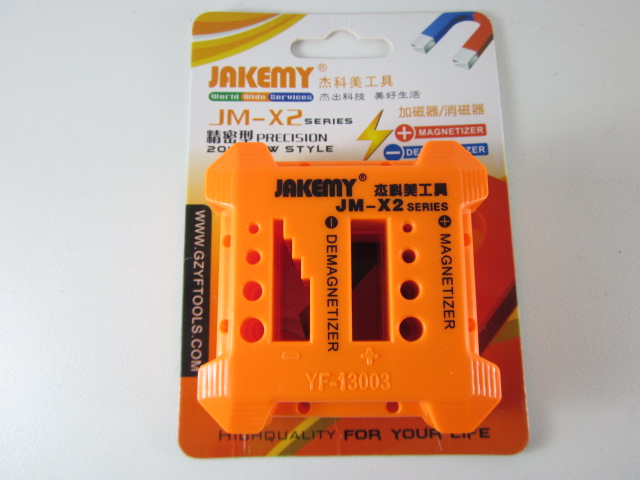 JAKEMY® 杰科美工具
World Wide Services 杰出科技 美好生活
JM-X2 SERIES
加磁器/消磁器
精密型 PRECISION
+ MAGNETIZER
STYLE
JAKEMY® 杰科美工具
JM-X2 SERIES
- DEMAGNETIZER
+ MAGNETIZER
WWW.GZYFTOOLS.COM
- +
YF-13003
HIGHQUALITY FOR YOUR LIFE